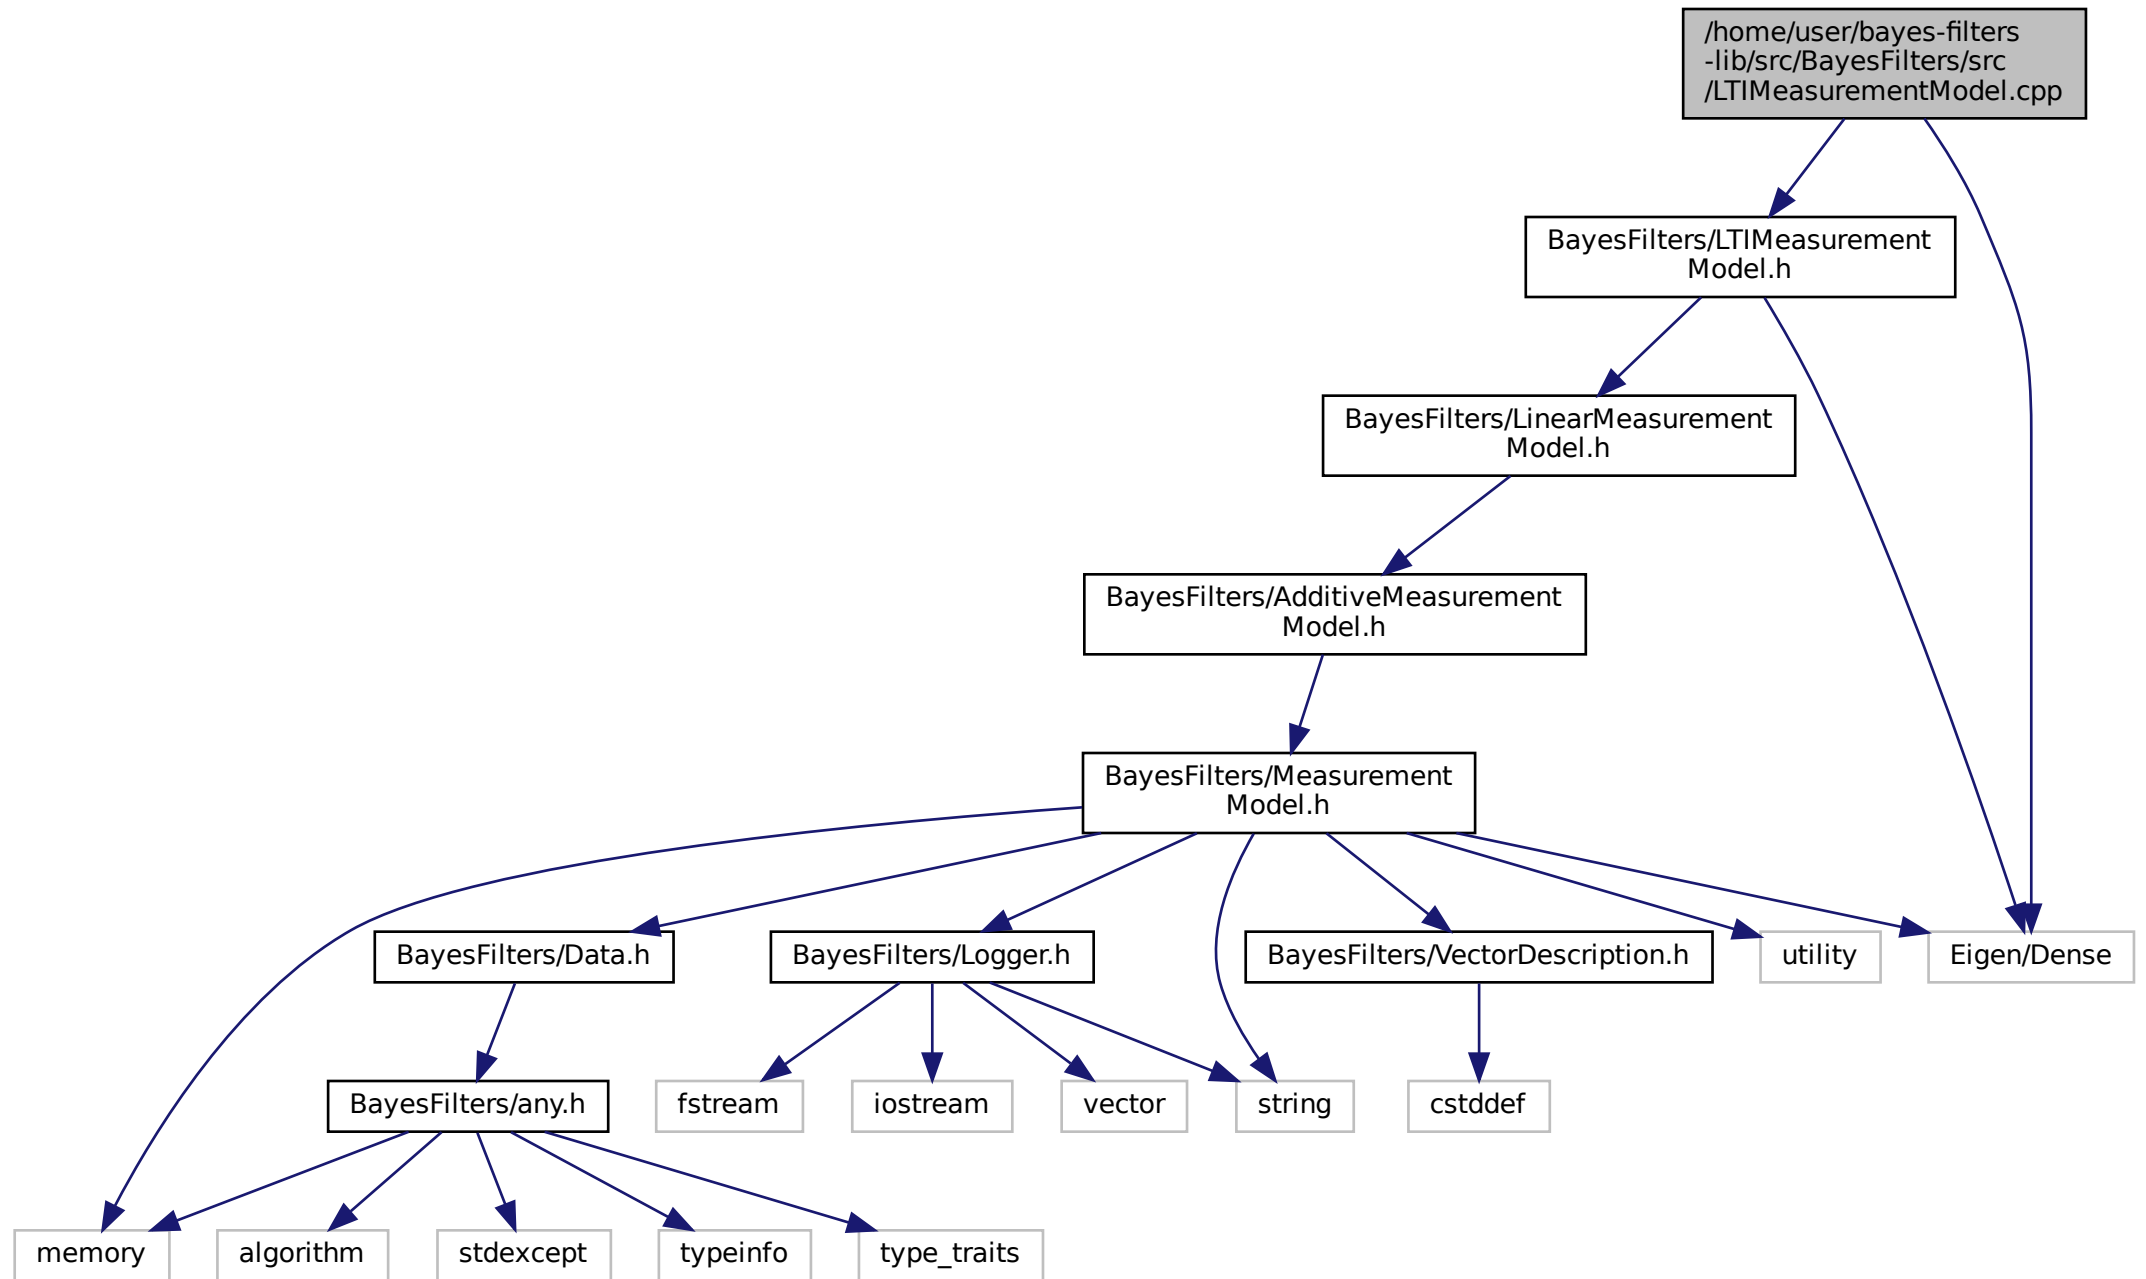 /home/user/bayes-filters
-lib/src/BayesFilters/src
/LTIMeasurementModel.cpp
BayesFilters/LTIMeasurement
Model.h
BayesFilters/LinearMeasurement
Model.h
BayesFilters/AdditiveMeasurement
Model.h
BayesFilters/Measurement
Model.h
BayesFilters/Data.h
BayesFilters/Logger.h
BayesFilters/VectorDescription.h
utility
Eigen/Dense
BayesFilters/any.h
fstream
iostream
vector
string
cstddef
memory
algorithm
stdexcept
typeinfo
type_traits